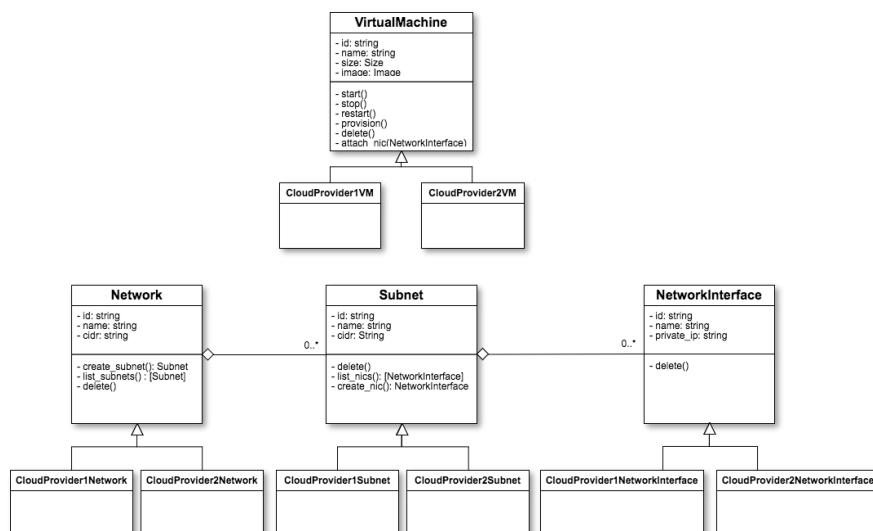 VirtualMachine
- id: string
- name: string
- size: Size
- image: Image
- start()
- stop()
- restart()
- provision()
- delete()
- attach_nic(NetworkInterface)
CloudProvider1VM
CloudProvider2VM
Network
- id: string
- name: string
- cidr: string
- create_subnet(): Subnet
- list_subnets() : [Subnet]
- delete()
0..*
Subnet
- id: string
- name: string
- cidr: String
- delete()
- list_nics(): [NetworkInterface]
- create_nic(): NetworkInterface
0..*
NetworkInterface
- id: string
- name: string
- private_ip: string
- delete()
CloudProvider1Network
CloudProvider2Network
CloudProvider1Subnet
CloudProvider2Subnet
CloudProvider1NetworkInterface
CloudProvider2NetworkInterface